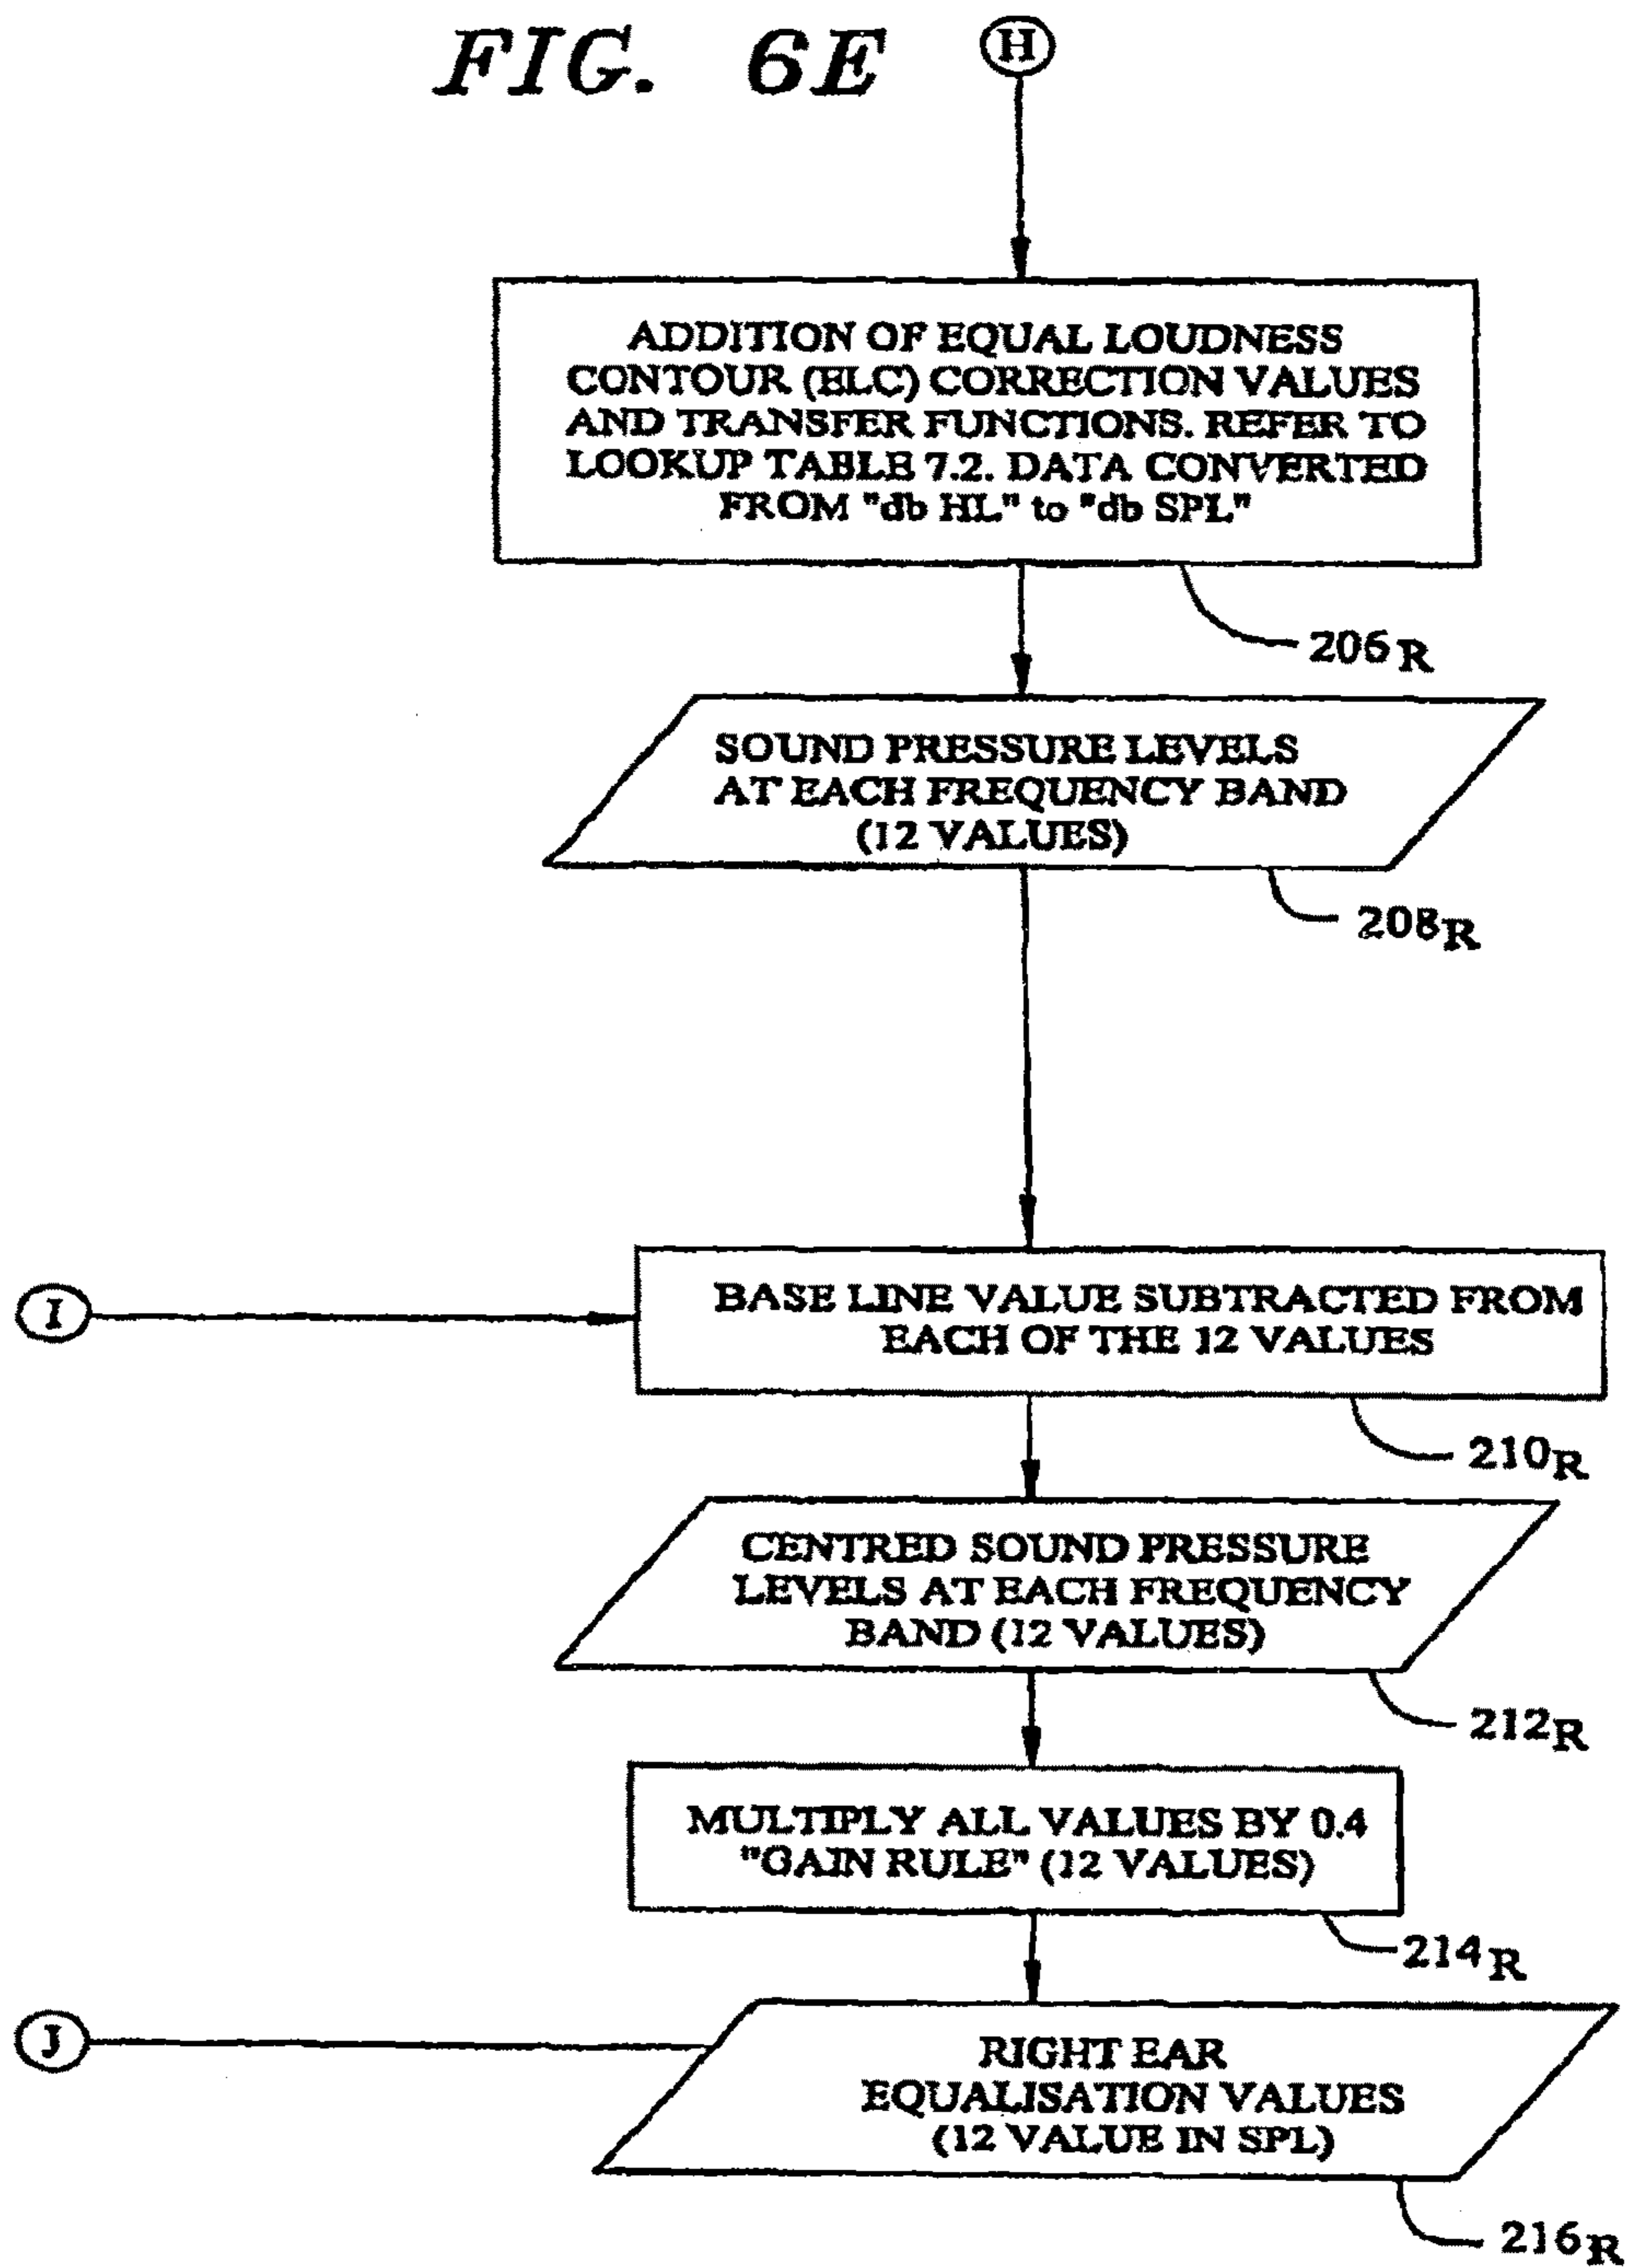 FIG. 6E
H
ADDITION OF EQUAL LOUDNESS
CONTOUR (ELC) CORRECTION VALUES
AND TRANSFER FUNCTIONS. REFER TO
LOOKUP TABLE 7.2. DATA CONVERTED
FROM "db HL" to "db SPL"
206R
SOUND PRESSURE LEVELS
AT EACH FREQUENCY BAND
(12 VALUES)
208R
I
BASE LINE VALUE SUBTRACTED FROM
EACH OF THE 12 VALUES
210R
CENTRED SOUND PRESSURE
LEVELS AT EACH FREQUENCY
BAND (12 VALUES)
212R
MULTIPLY ALL VALUES BY 0.4
"GAIN RULE" (12 VALUES)
214R
J
RIGHT EAR
EQUALISATION VALUES
(12 VALUE IN SPL)
216R